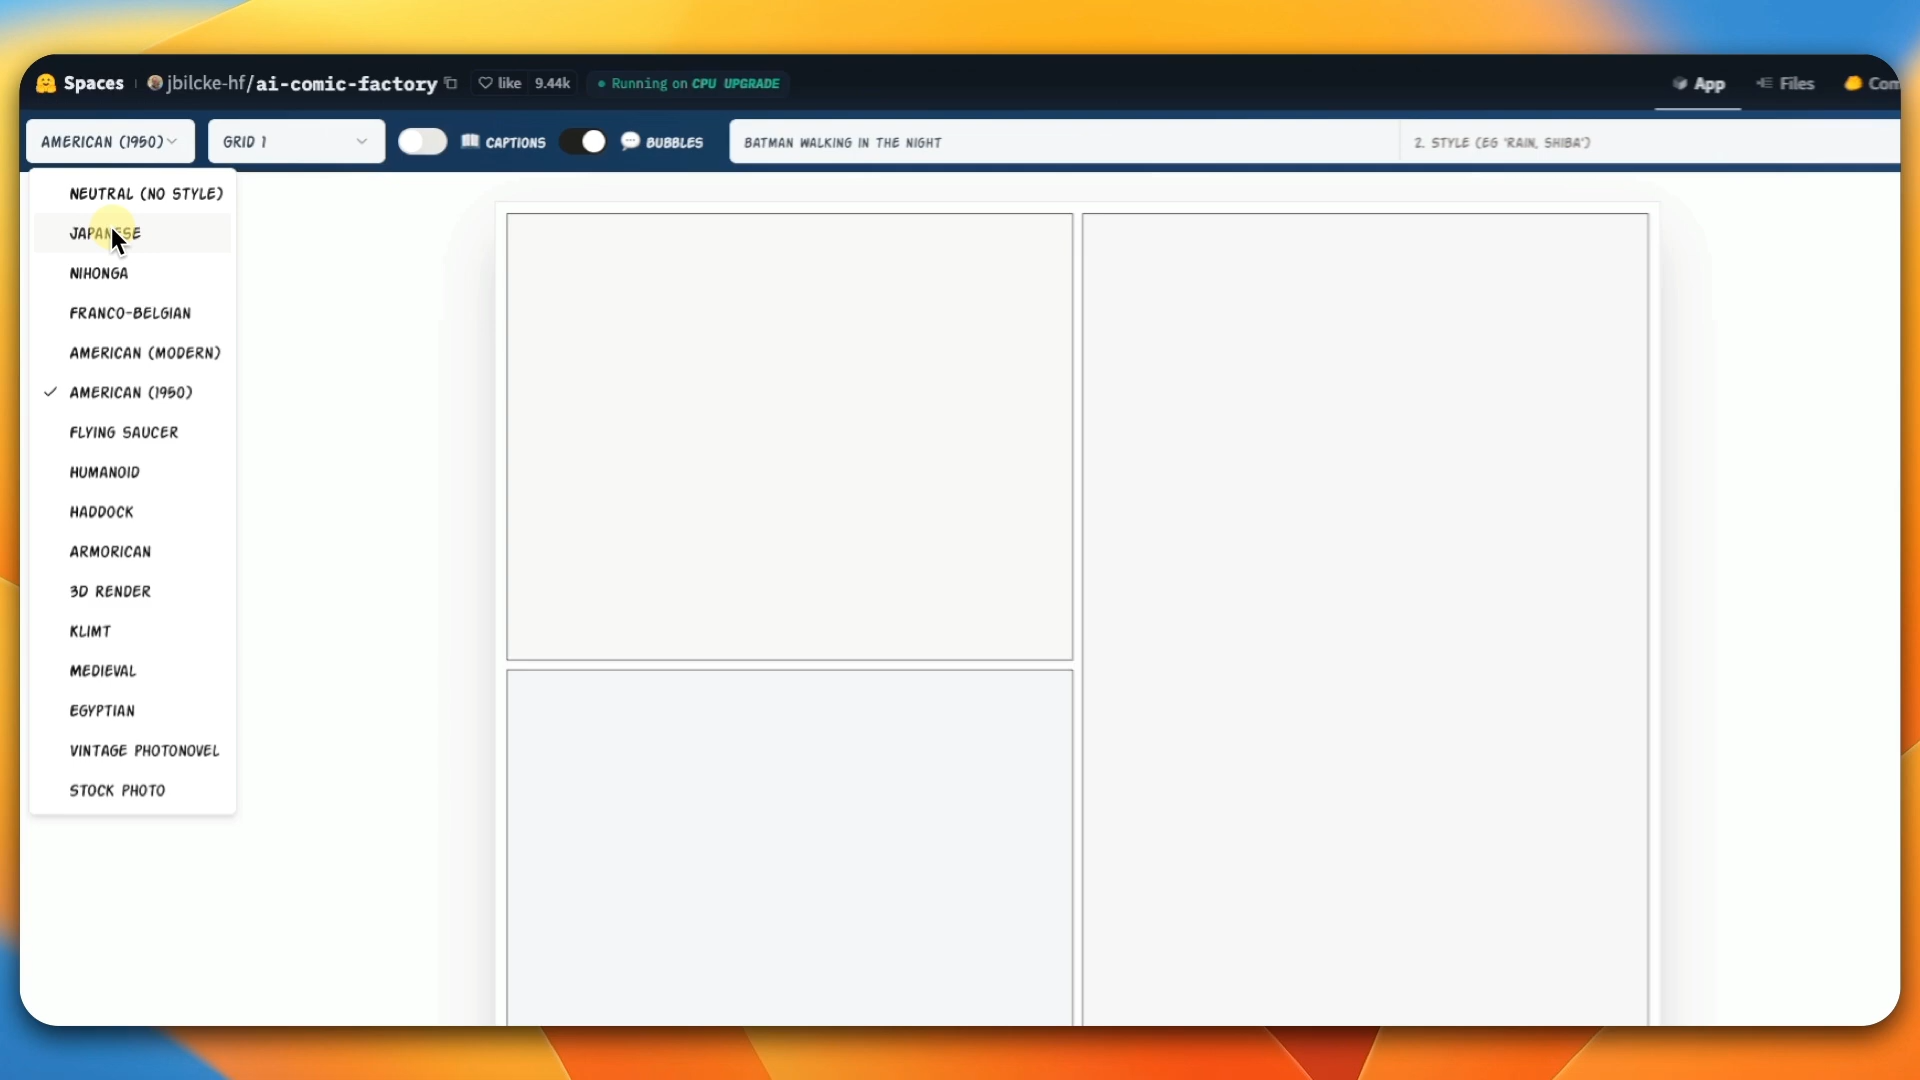 Spaces jbilcke-hf/ai-comic-factory like 9.44k Running on CPU UPGRADE App Files Com
AMERICAN (1950) GRID 1 CAPTIONS BUBBLES BATMAN WALKING IN THE NIGHT 2. STYLE (EG 'RAIN, SHIBA')
NEUTRAL (NO STYLE)
JAPANESE
NIHONGA
FRANCO-BELGIAN
AMERICAN (MODERN)
AMERICAN (1950)
FLYING SAUCER
HUMANOID
HADDOCK
ARMORICAN
3D RENDER
KLIMT
MEDIEVAL
EGYPTIAN
VINTAGE PHOTONOVEL
STOCK PHOTO